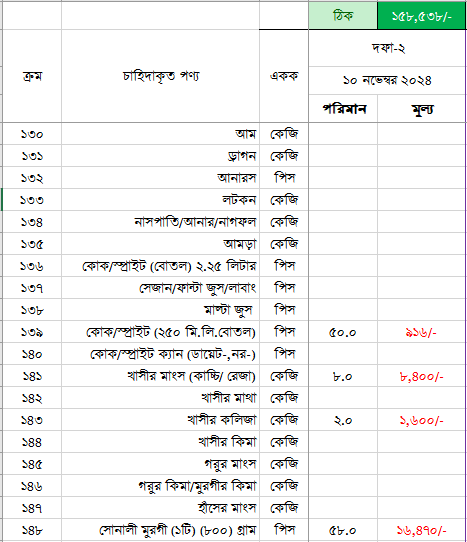 ঠিক ১৫৮,৫৩৮/-
ক্রম চাহিদাকৃত পণ্য একক দফা-২
১০ নভেম্বর ২০২৪
পরিমান মুল্য
১৩০ আম কেজি
১৩১ ড্রাগন কেজি
১৩২ আনারস পিস
১৩৩ লটকন কেজি
১৩৪ নাসপাতি/আনার/নাগফল কেজি
১৩৫ আমড়া কেজি
১৩৬ কোক/স্প্রাইট (বোতল) ২.২৫ লিটার পিস
১৩৭ সেজান/ফান্টা জুস/লাবাং পিস
১৩৮ মাল্টা জুস পিস
১৩৯ কোক/স্প্রাইট (২৫০ মি.লি.বোতল) পিস ৫০.০ ৯১৬/-
১৪০ কোক/স্প্রাইট ক্যান (ডায়েট-,নর-) পিস
১৪১ খাসীর মাংস (কাচ্চি/ রেজা) কেজি ৮.০ ৮,৪০০/-
১৪২ খাসীর মাথা কেজি
১৪৩ খাসীর কলিজা কেজি ২.০ ১,৬০০/-
১৪৪ খাসীর কিমা কেজি
১৪৫ গরুর মাংস কেজি
১৪৬ গরুর কিমা/মুরগীর কিমা কেজি
১৪৭ হাঁসের মাংস কেজি
১৪৮ সোনালী মুরগী (১টি) (৮০০) গ্রাম পিস ৫৮.০ ১৬,৪৭০/-